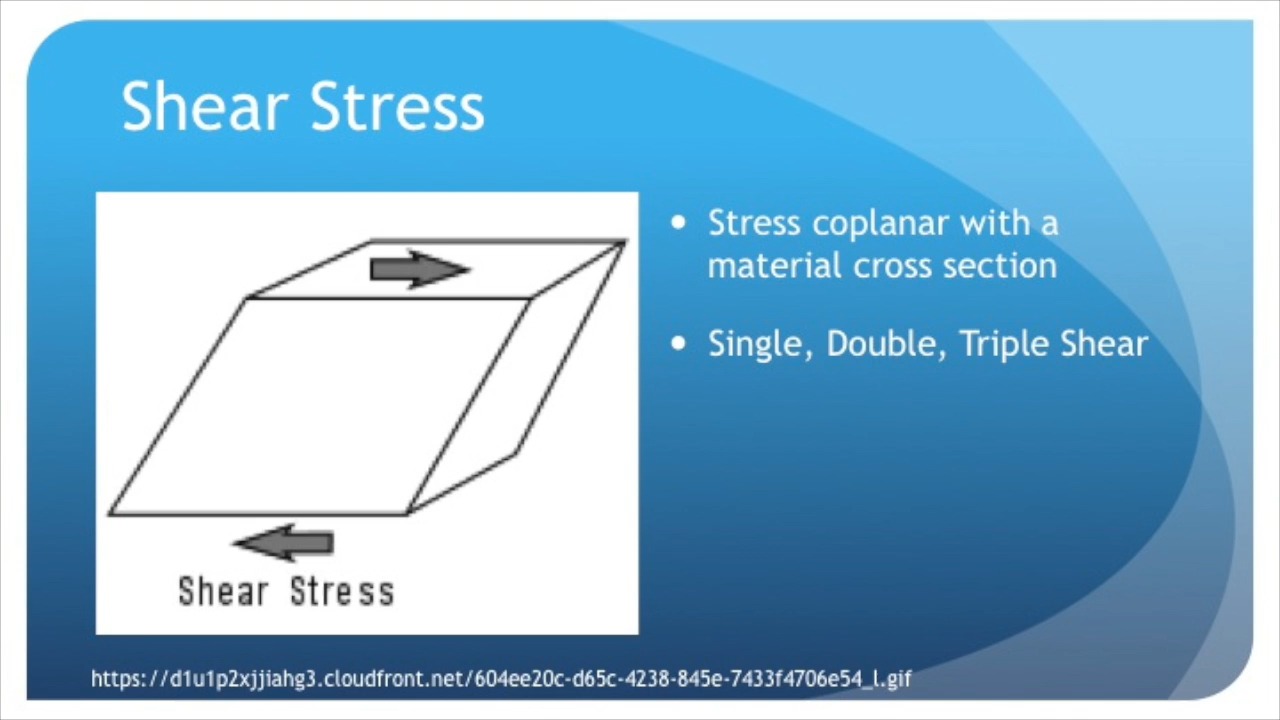 Shear Stress
• Stress coplanar with a
material cross section
• Single, Double, Triple Shear
Shear Stress
https://d1u1p2xjjiahg3.cloudfront.net/604ee20c-d65c-4238-845e-7433f4706e54_l.gif